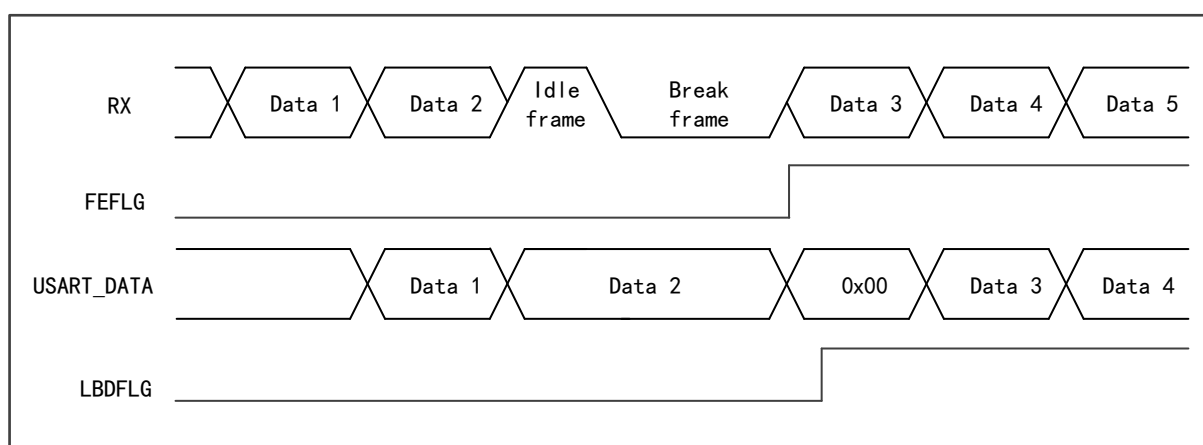 RX
Data 1
Data 2
Idle
frame
Break
frame
Data 3
Data 4
Data 5
FEFLG
USART_DATA
Data 1
Data 2
0x00
Data 3
Data 4
LBDFLG